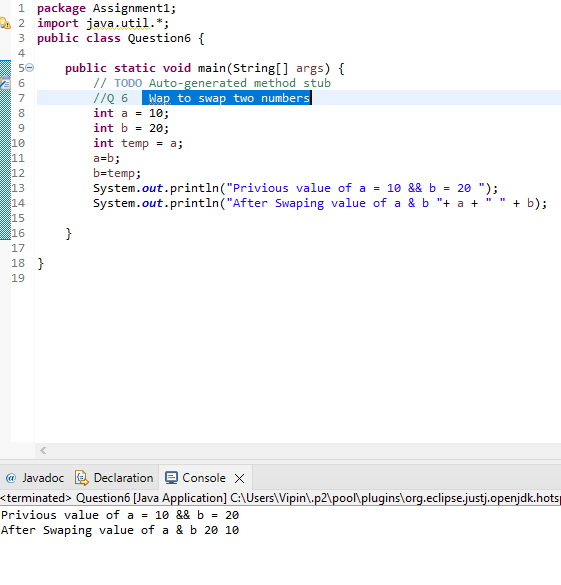 1 package Assignment1;
2 import java.util.*;
3 public class Question6 {
4
5 public static void main(String[] args) {
6 // TODO Auto-generated method stub
7 //Q 6   Wap to swap two numbers
8 int a = 10;
9 int b = 20;
10 int temp = a;
11 a=b;
12 b=temp;
13 System.out.println("Privious value of a = 10 && b = 20 ");
14 System.out.println("After Swaping value of a & b "+ a + " " + b);
15
16 }
17
18 }
19
@ Javadoc Declaration Console
<terminated> Question6 [Java Application] C:\Users\Vipin\.p2\pool\plugins\org.eclipse.justj.openjdk.hotsp
Privious value of a = 10 && b = 20
After Swaping value of a & b 20 10